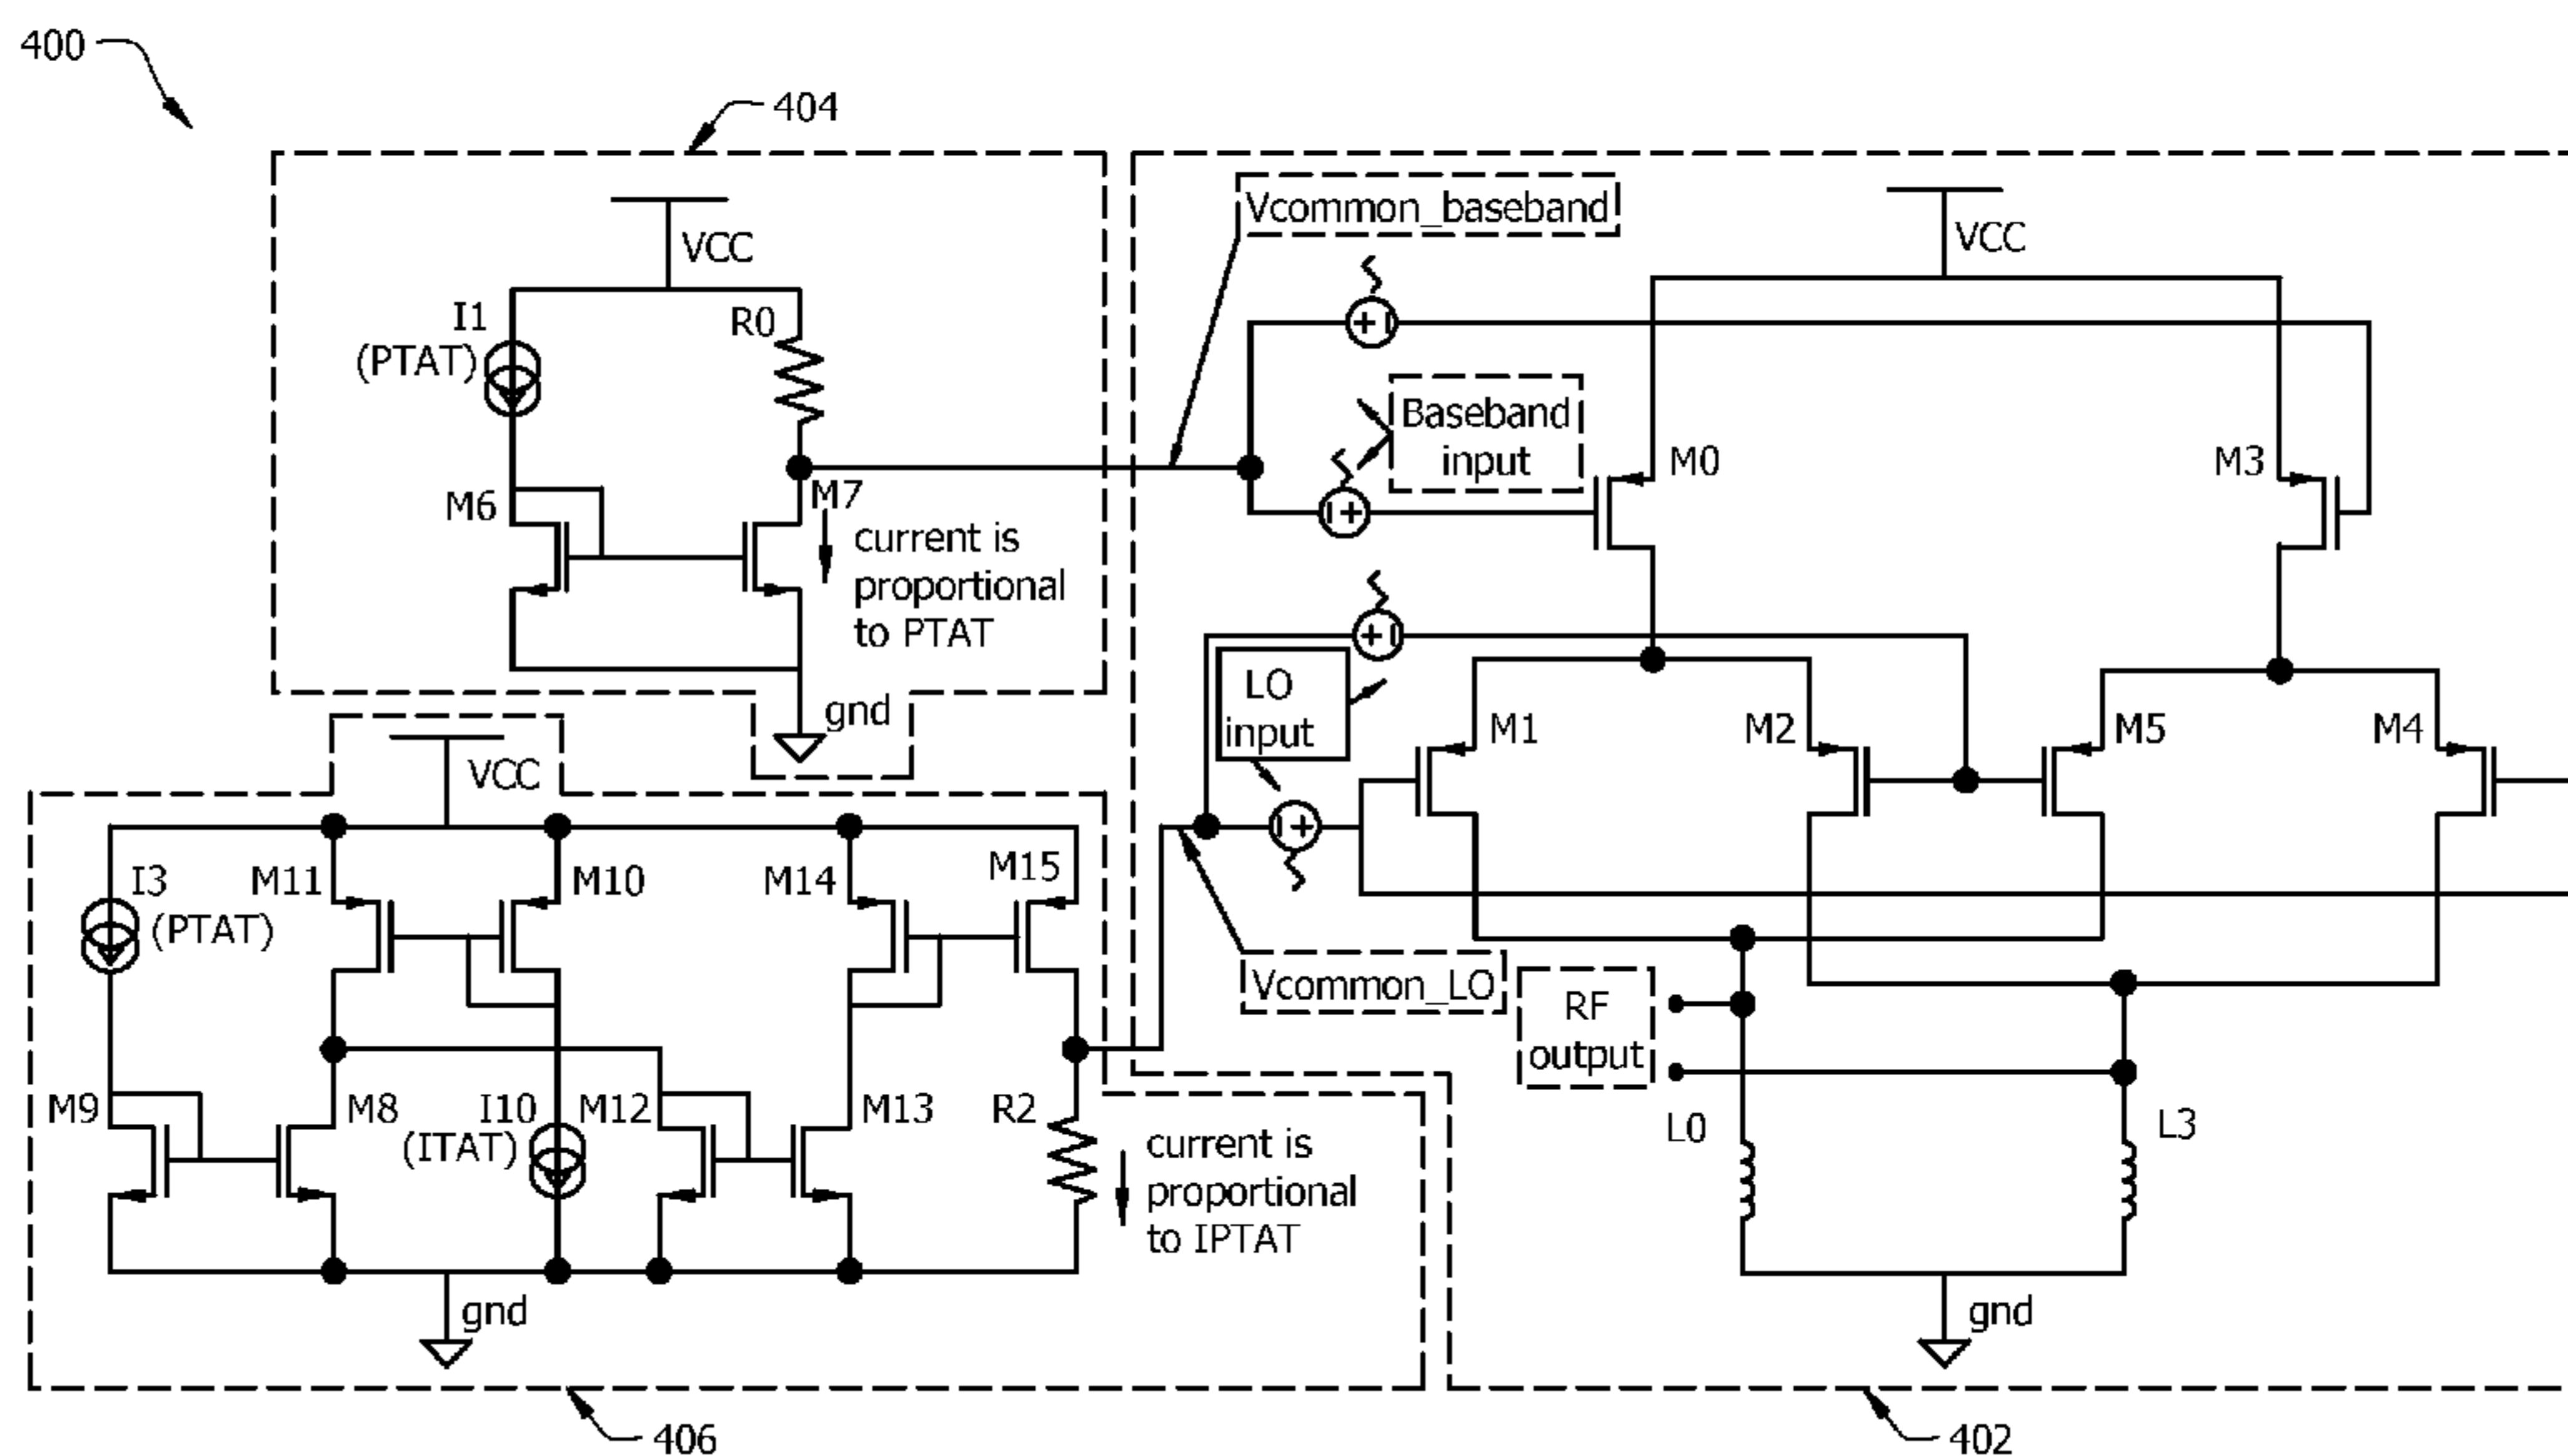 400
404
VCC
I1
(PTAT)
R0
M6
M7
current is
proportional
to PTAT
gnd
Vcommon_baseband
VCC
Baseband
input
M0
M3
LO
input
M1
M2
M5
M4
Vcommon_LO
RF
output
L0
L3
gnd
402
VCC
I3
(PTAT)
M11
M10
M14
M15
M9
M8
I10
(ITAT)
M12
M13
R2
current is
proportional
to IPTAT
gnd
406